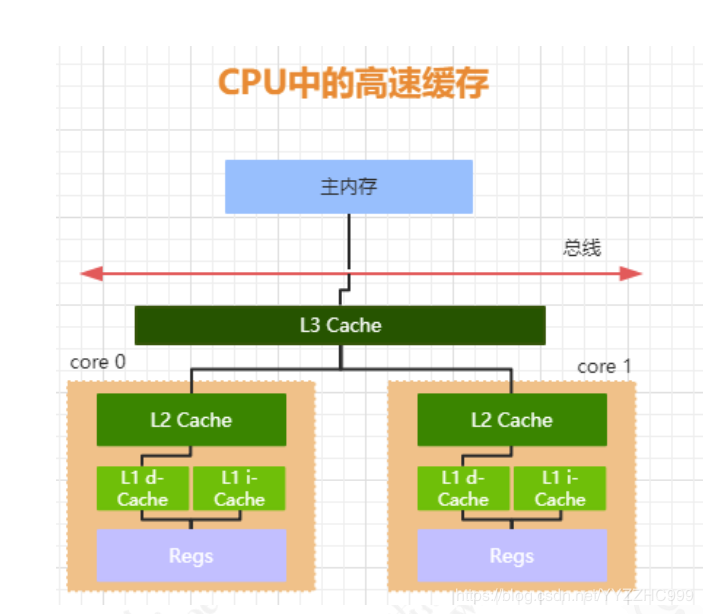 CPU中的高速缓存
主内存
总线
L3 Cache
core 0
core 1
L2 Cache
L2 Cache
L1 d-
Cache
L1 i-
Cache
L1 d-
Cache
L1 i-
Cache
Regs
Regs
https://blog.csdn.net/YYZZHC999